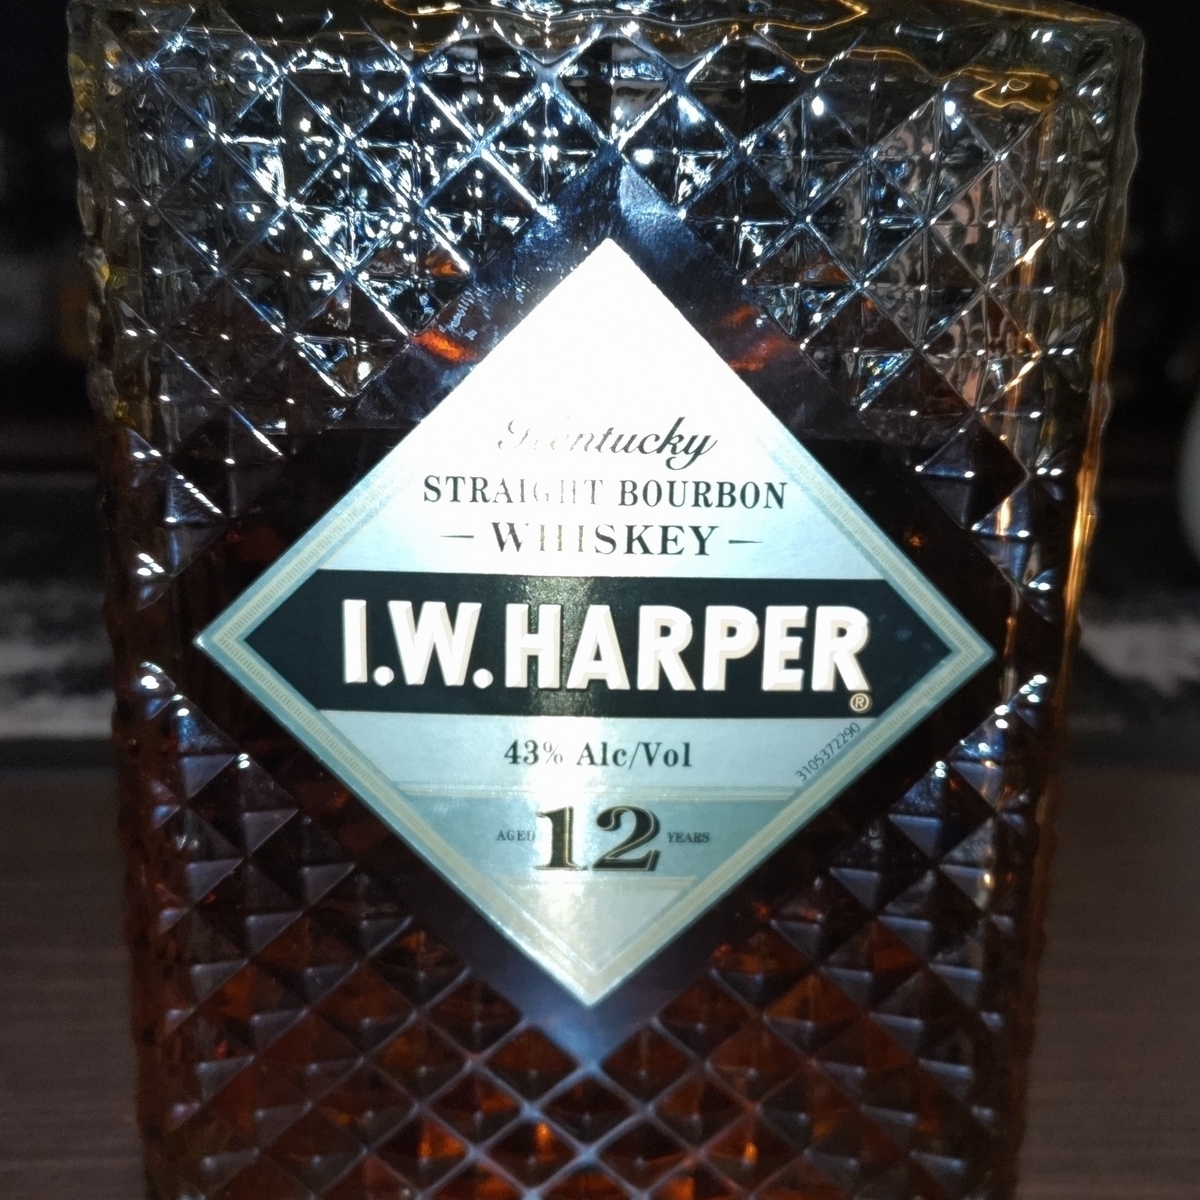 Kentucky
STRAIGHT BOURBON
— WHISKEY —
I.W. HARPER®
43% Alc/Vol
3105372290
AGED 12 YEARS